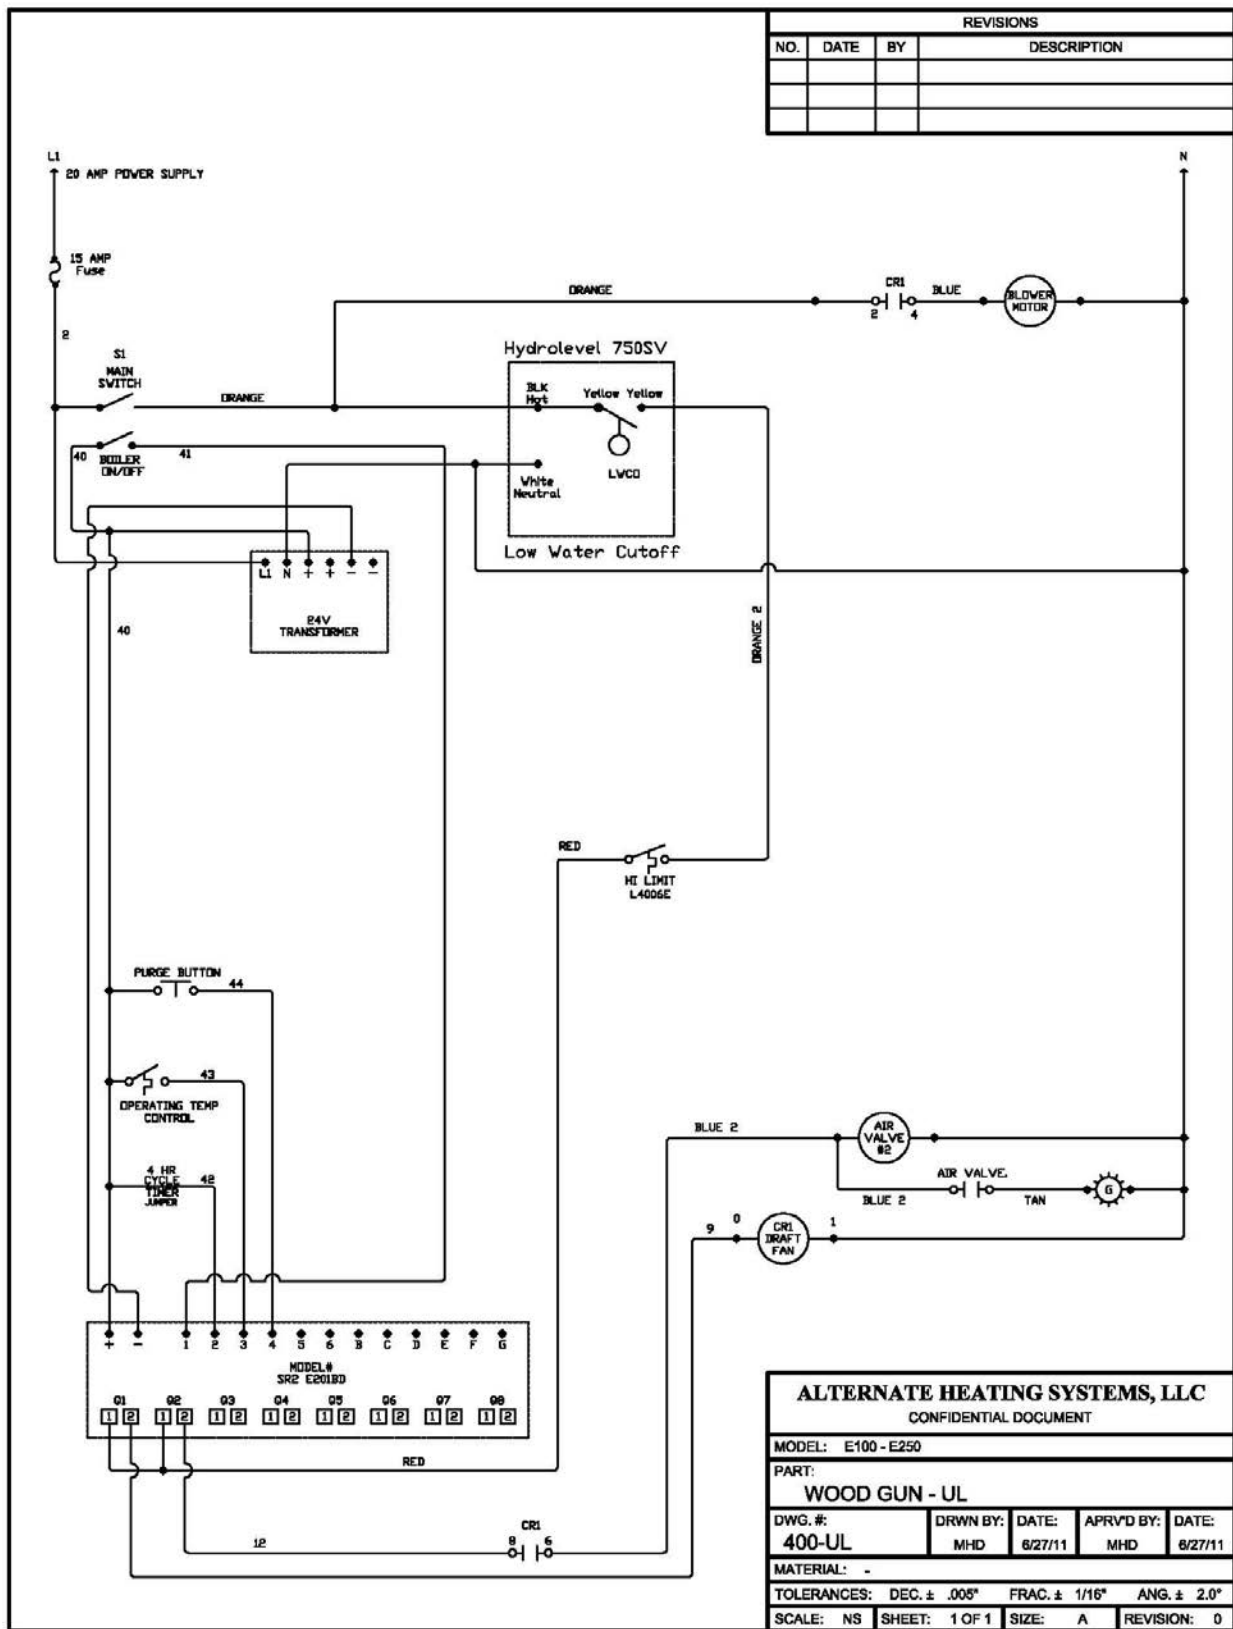 REVISIONS
NO. DATE BY DESCRIPTION
L1
20 AMP POWER SUPPLY
N
15 AMP
Fuse
2
ORANGE
CR1
2 4
BLUE
BLOWER
MOTOR
S1
MAIN
SWITCH
ORANGE
Hydrolevel 750SV
BLK
Hot
Yellow Yellow
LWCO
White
Neutral
Low Water Cutoff
40
41
BOILER
ON/OFF
L1 N + + - -
24V
TRANSFORMER
40
ORANGE 2
RED
HI LIMIT
L4006E
PURGE BUTTON
44
43
OPERATING TEMP
CONTROL
4 HR
CYCLE
TIMER
JUMPER
42
BLUE 2
AIR
VALVE
#2
AIR VALVE
BLUE 2
TAN
G
9
0
CR1
DRAFT
FAN
1
+ - 1 2 3 4 5 6 B C D E F G
MODEL#
SR2 E201BD
Q1 Q2 Q3 Q4 Q5 Q6 Q7 Q8
1 2 1 2 1 2 1 2 1 2 1 2 1 2 1 2
RED
12
CR1
8 6
ALTERNATE HEATING SYSTEMS, LLC
CONFIDENTIAL DOCUMENT
MODEL: E100 - E250
PART:
WOOD GUN - UL
DWG. #: DRWN BY: DATE: APRV'D BY: DATE:
400-UL MHD 6/27/11 MHD 6/27/11
MATERIAL: -
TOLERANCES: DEC. ± .005" FRAC. ± 1/16" ANG. ± 2.0°
SCALE: NS SHEET: 1 OF 1 SIZE: A REVISION: 0